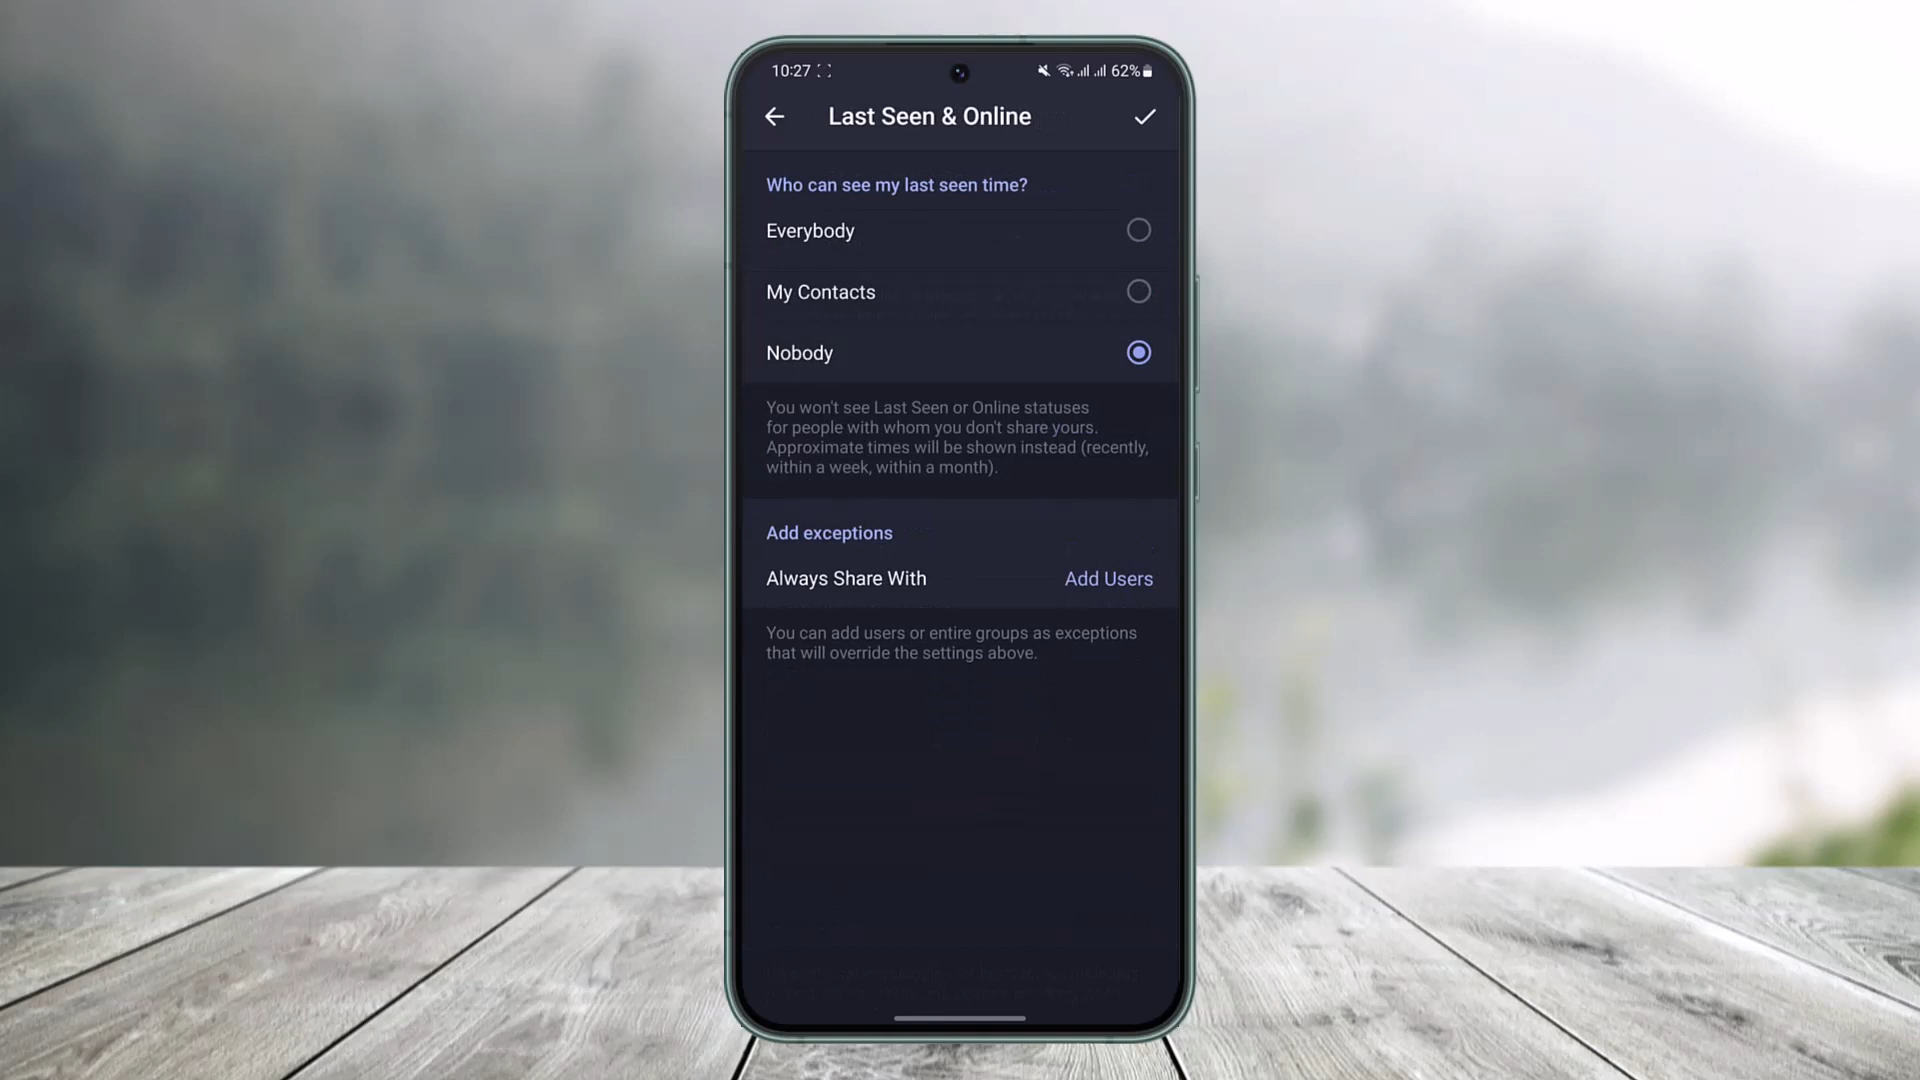 10:27 62%
Last Seen & Online
Who can see my last seen time?
Everybody
My Contacts
Nobody
You won't see Last Seen or Online statuses
for people with whom you don't share yours.
Approximate times will be shown instead (recently,
within a week, within a month).
Add exceptions
Always Share With Add Users
You can add users or entire groups as exceptions
that will override the settings above.